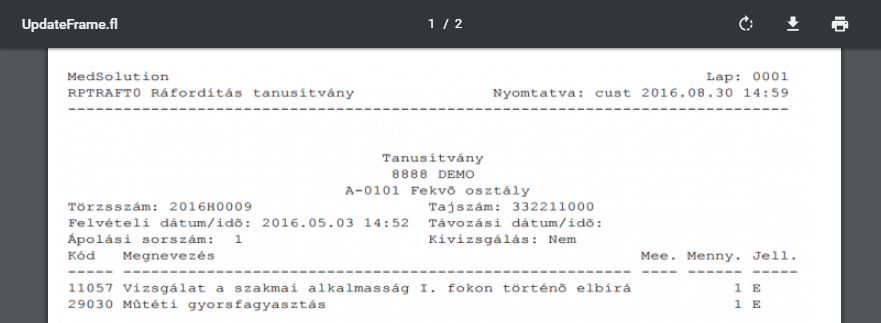 UpdateFrame.fl 1 / 2
MedSolution Lap: 0001
RPTRAFT0 Ráfordítás tanusítvány Nyomtatva: cust 2016.08.30 14:59
Tanusítvány
8888 DEMO
A-0101 Fekvõ osztály
Törzsszám: 2016H0009 Tajszám: 332211000
Felvételi dátum/idõ: 2016.05.03 14:52 Távozási dátum/idõ:
Ápolási sorszám: 1 Kivizsgálás: Nem
Kód Megnevezés Mee. Menny. Jell.
11057 Vizsgálat a szakmai alkalmasság I. fokon történõ elbírá 1 E
29030 Mûtéti gyorsfagyasztás 1 E